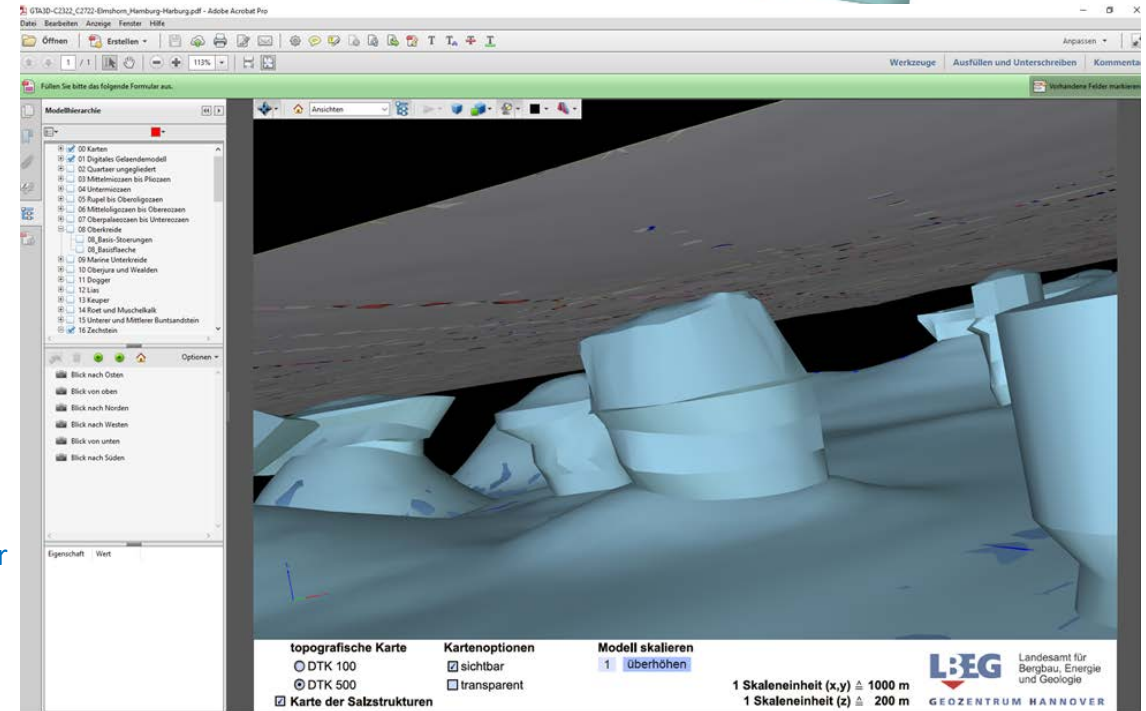 GTA3D-C2322_C2722-Elmshorn_Hamburg-Harburg.pdf - Adobe Acrobat Pro
Datei Bearbeiten Anzeige Fenster Hilfe
Öffnen Erstellen Anpassen
1 / 1 113% Werkzeuge Ausfüllen und Unterschreiben Kommenta
Füllen Sie bitte das folgende Formular aus. Vorhandene Felder markieren
Modellhierarchie
Ansichten
00 Karten
01 Digitales Gelaendemodell
02 Quartaer ungegliedert
03 Mittelmiozaen bis Pliozaen
04 Untermiozaen
05 Rupel bis Oberoligozaen
06 Mitteloligozaen bis Obereozaen
07 Oberpalaeozaen bis Untereozaen
08 Oberkreide
08_Basis-Stoerungen
08_Basisflaeche
09 Marine Unterkreide
10 Oberjura und Wealden
11 Dogger
12 Lias
13 Keuper
14 Roet und Muschelkalk
15 Unterer und Mittlerer Buntsandstein
16 Zechstein
Optionen
Blick nach Osten
Blick von oben
Blick nach Norden
Blick nach Westen
Blick von unten
Blick nach Süden
Eigenschaft Wert
r
topografische Karte
DTK 100
DTK 500
Karte der Salzstrukturen
Kartenoptionen
sichtbar
transparent
Modell skalieren
1 überhöhen
1 Skaleneinheit (x,y) ≙ 1000 m
1 Skaleneinheit (z) ≙ 200 m
LBEG
Landesamt für
Bergbau, Energie
und Geologie
GEOZENTRUM HANNOVER